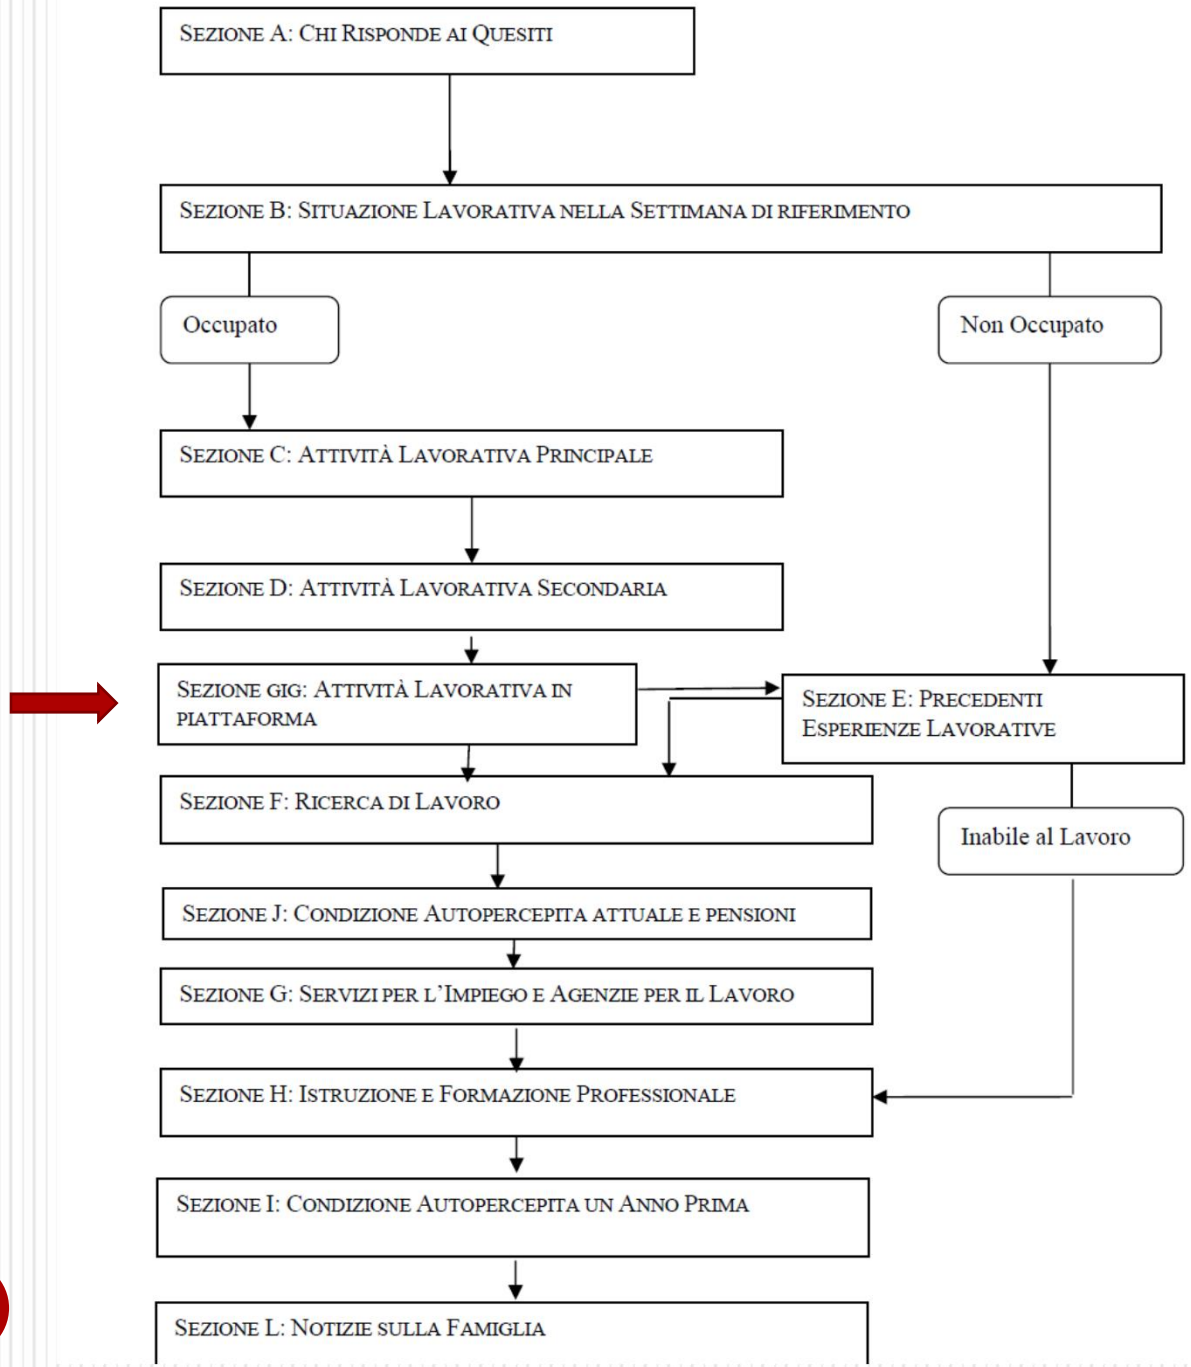 SEZIONE A: CHI RISPONDE AI QUESITI
SEZIONE B: SITUAZIONE LAVORATIVA NELLA SETTIMANA DI RIFERIMENTO
Occupato
Non Occupato
SEZIONE C: ATTIVITÀ LAVORATIVA PRINCIPALE
SEZIONE D: ATTIVITÀ LAVORATIVA SECONDARIA
SEZIONE GIG: ATTIVITÀ LAVORATIVA IN
PIATTAFORMA
SEZIONE E: PRECEDENTI
ESPERIENZE LAVORATIVE
SEZIONE F: RICERCA DI LAVORO
Inabile al Lavoro
SEZIONE J: CONDIZIONE AUTOPERCEPITA ATTUALE E PENSIONI
SEZIONE G: SERVIZI PER L'IMPIEGO E AGENZIE PER IL LAVORO
SEZIONE H: ISTRUZIONE E FORMAZIONE PROFESSIONALE
SEZIONE I: CONDIZIONE AUTOPERCEPITA UN ANNO PRIMA
SEZIONE L: NOTIZIE SULLA FAMIGLIA